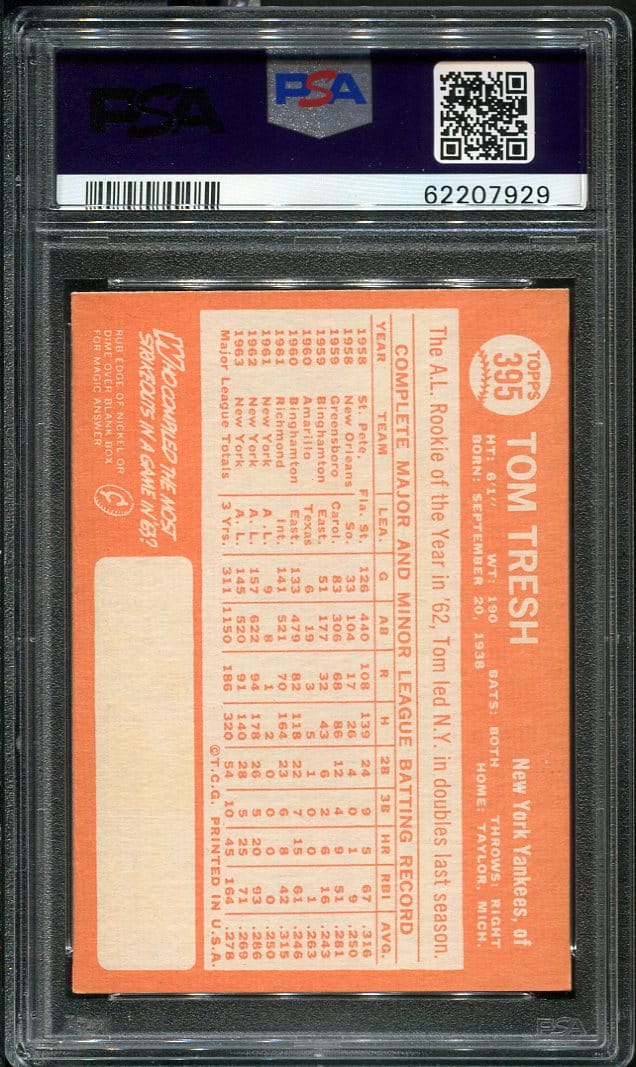 PSA
PSA
62207929
TOPPS
395
TOM TRESH
New York Yankees, of
HT: 6'1" WT: 190 BATS: BOTH THROWS: RIGHT
BORN: SEPTEMBER 20, 1938 HOME: TAYLOR, MICH.
The A.L. Rookie of the Year in '62, Tom led N.Y. in doubles last season.
COMPLETE MAJOR AND MINOR LEAGUE BATTING RECORD
YEAR TEAM LEA. G AB R H 2B 3B HR RBI AVG.
1958 St. Pete. Fla. St. 126 440 108 139 24 9 5 67 .316
1958 New Orleans So. 33 104 17 26 4 0 1 9 .250
1959 Greensboro Carol. 83 306 68 86 12 4 9 51 .281
1959 Binghamton East. 51 177 32 43 6 2 6 16 .243
1960 Amarillo Texas 6 19 3 5 1 0 0 1 .263
1960 Binghamton East. 133 479 82 118 22 7 15 61 .246
1961 Richmond Int. 141 521 70 164 23 6 8 42 .315
1961 New York A. L. 9 8 1 2 0 0 0 0 .250
1962 New York A. L. 157 622 94 178 26 5 20 93 .286
1963 New York A. L. 145 520 91 140 28 5 25 71 .269
Major League Totals 3 Yrs. 311 1150 186 320 54 10 45 164 .278
©T.C.G. PRINTED IN U.S.A.
WHO COMPILED THE MOST
STRIKEOUTS IN A GAME IN '63?
RUB EDGE OF NICKEL OR
DIME OVER BLANK BOX
FOR MAGIC ANSWER
PSA